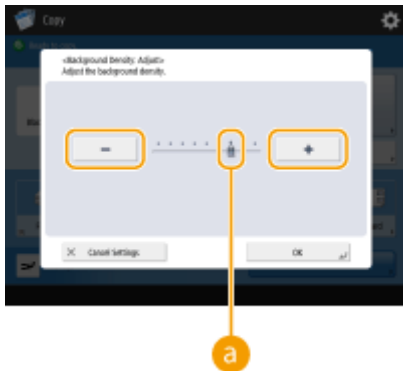 Copy
<Background Density: Adjust>
Adjust the background density.
−
+
× Cancel Settings
OK
a